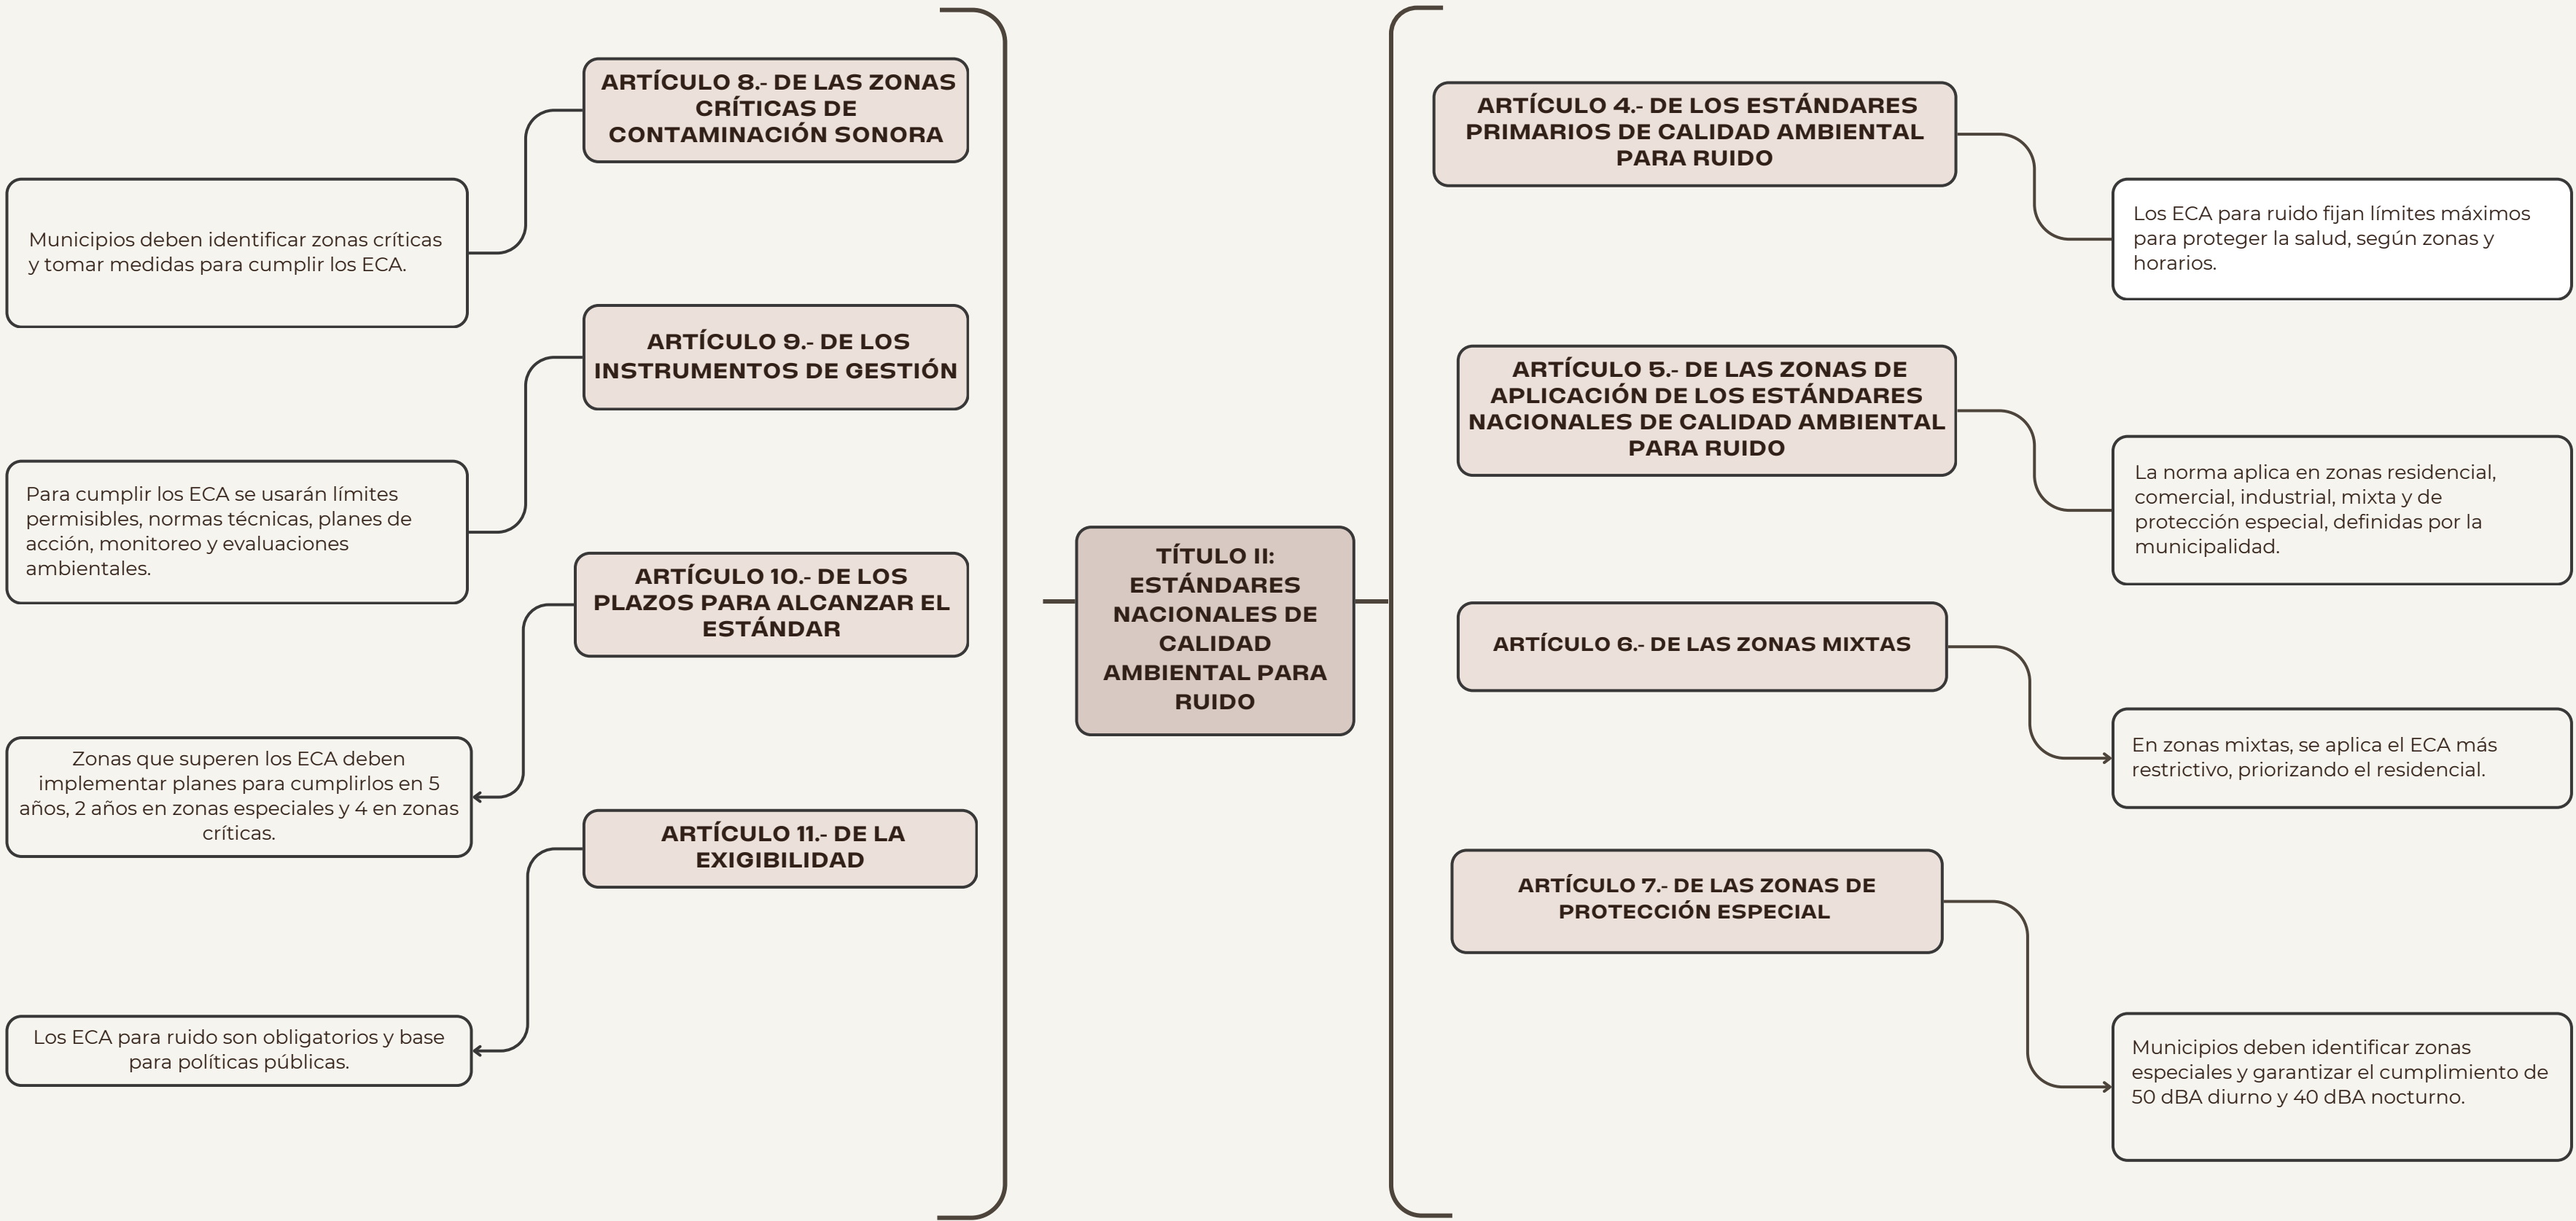 ARTÍCULO 8.- DE LAS ZONAS
CRÍTICAS DE
CONTAMINACIÓN SONORA
Municipios deben identificar zonas críticas
y tomar medidas para cumplir los ECA.
ARTÍCULO 9.- DE LOS
INSTRUMENTOS DE GESTIÓN
Para cumplir los ECA se usarán límites
permisibles, normas técnicas, planes de
acción, monitoreo y evaluaciones
ambientales.
ARTÍCULO 10.- DE LOS
PLAZOS PARA ALCANZAR EL
ESTÁNDAR
Zonas que superen los ECA deben
implementar planes para cumplirlos en 5
años, 2 años en zonas especiales y 4 en zonas
críticas.
ARTÍCULO 11.- DE LA
EXIGIBILIDAD
Los ECA para ruido son obligatorios y base
para políticas públicas.
TÍTULO II:
ESTÁNDARES
NACIONALES DE
CALIDAD
AMBIENTAL PARA
RUIDO
ARTÍCULO 4.- DE LOS ESTÁNDARES
PRIMARIOS DE CALIDAD AMBIENTAL
PARA RUIDO
Los ECA para ruido fijan límites máximos
para proteger la salud, según zonas y
horarios.
ARTÍCULO 5.- DE LAS ZONAS DE
APLICACIÓN DE LOS ESTÁNDARES
NACIONALES DE CALIDAD AMBIENTAL
PARA RUIDO
La norma aplica en zonas residencial,
comercial, industrial, mixta y de
protección especial, definidas por la
municipalidad.
ARTÍCULO 6.- DE LAS ZONAS MIXTAS
En zonas mixtas, se aplica el ECA más
restrictivo, priorizando el residencial.
ARTÍCULO 7.- DE LAS ZONAS DE
PROTECCIÓN ESPECIAL
Municipios deben identificar zonas
especiales y garantizar el cumplimiento de
50 dBA diurno y 40 dBA nocturno.